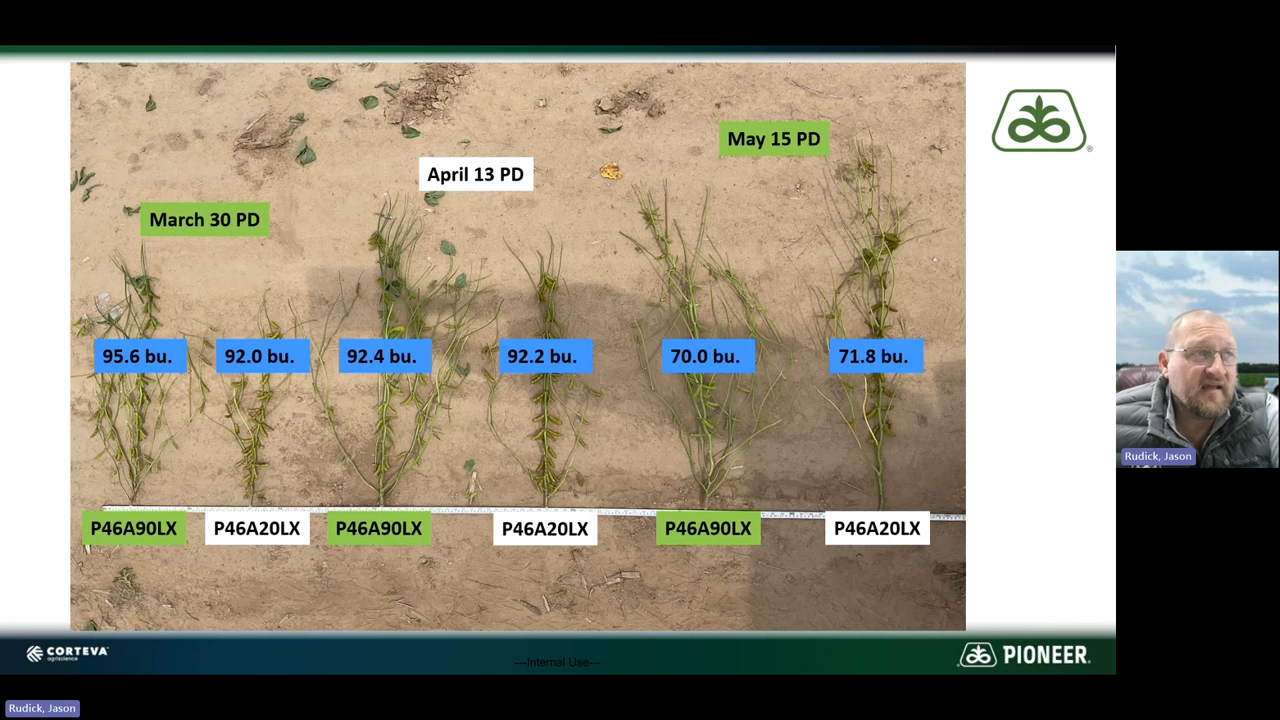 May 15 PD
April 13 PD
March 30 PD
95.6 bu. 92.0 bu. 92.4 bu. 92.2 bu. 70.0 bu. 71.8 bu.
P46A90LX P46A20LX P46A90LX P46A20LX P46A90LX P46A20LX
Rudick, Jason
CORTEVA
agriscience
---Internal Use---
PIONEER
Rudick, Jason